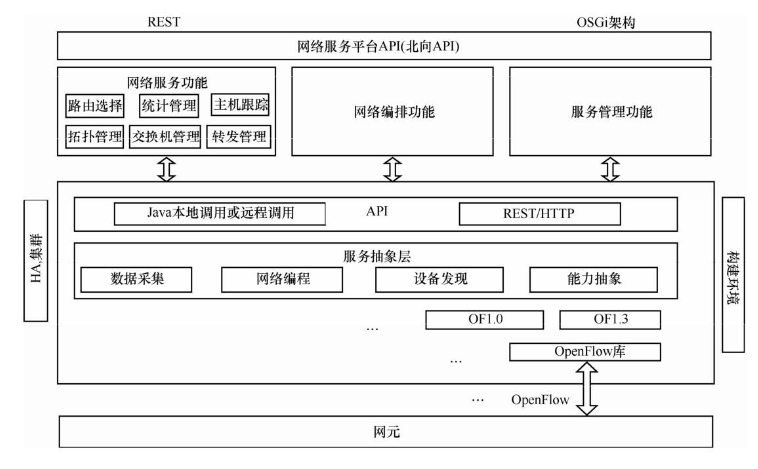 REST
OSGi架构
网络服务平台API(北向API)
网络服务功能
路由选择
统计管理
主机跟踪
拓扑管理
交换机管理
转发管理
网络编排功能
服务管理功能
HA,集群
Java本地调用或远程调用
API
REST/HTTP
服务抽象层
数据采集
网络编程
设备发现
能力抽象
…
OF1.0
OF1.3
…
OpenFlow库
构建环境
…
OpenFlow
网元